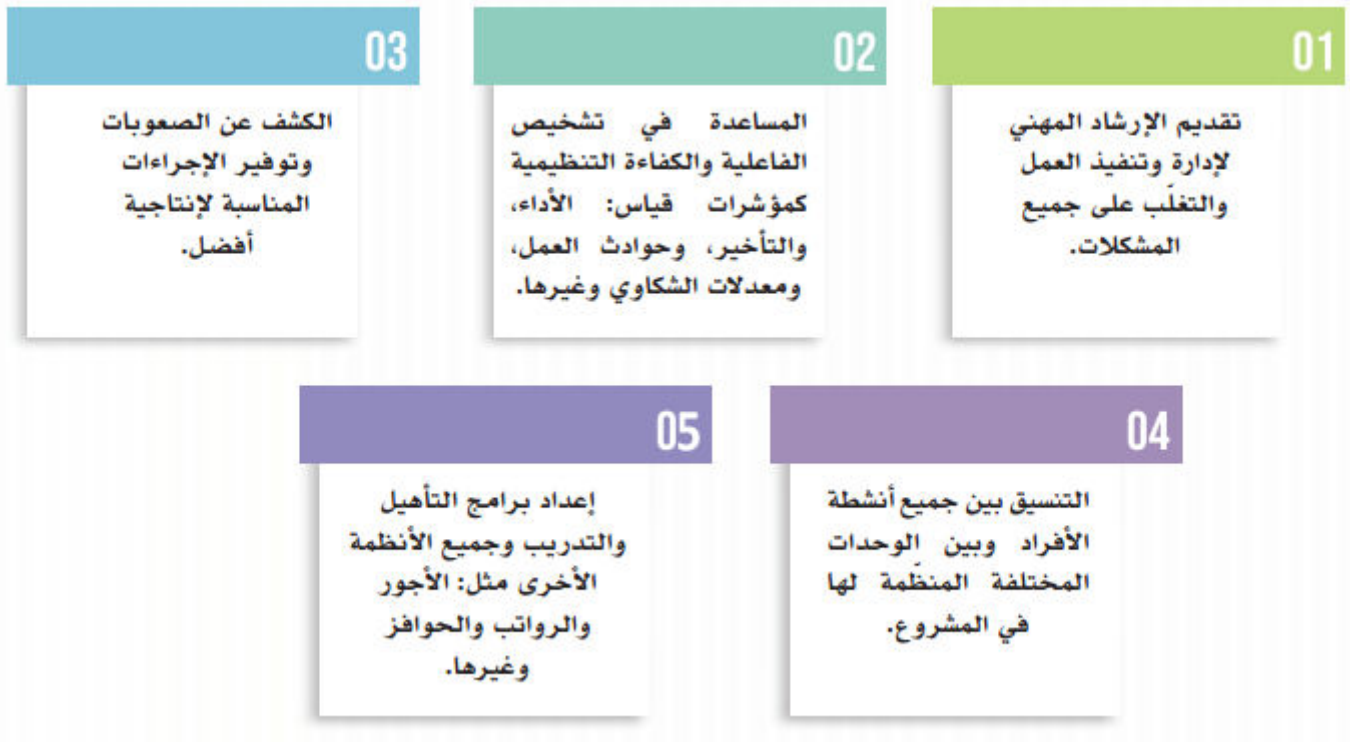 01
تقديم الإرشاد المهني
لإدارة وتنفيذ العمل
والتغلّب على جميع
المشكلات.
02
المساعدة في تشخيص
الفاعلية والكفاءة التنظيمية
كمؤشرات قياس: الأداء،
والتأخير، وحوادث العمل،
ومعدلات الشكاوي وغيرها.
03
الكشف عن الصعوبات
وتوفير الإجراءات
المناسبة لإنتاجية
أفضل.
04
التنسيق بين جميع أنشطة
الأفراد وبين الوحدات
المختلفة المنظّمة لها
في المشروع.
05
إعداد برامج التأهيل
والتدريب وجميع الأنظمة
الأخرى مثل: الأجور
والرواتب والحوافز
وغيرها.